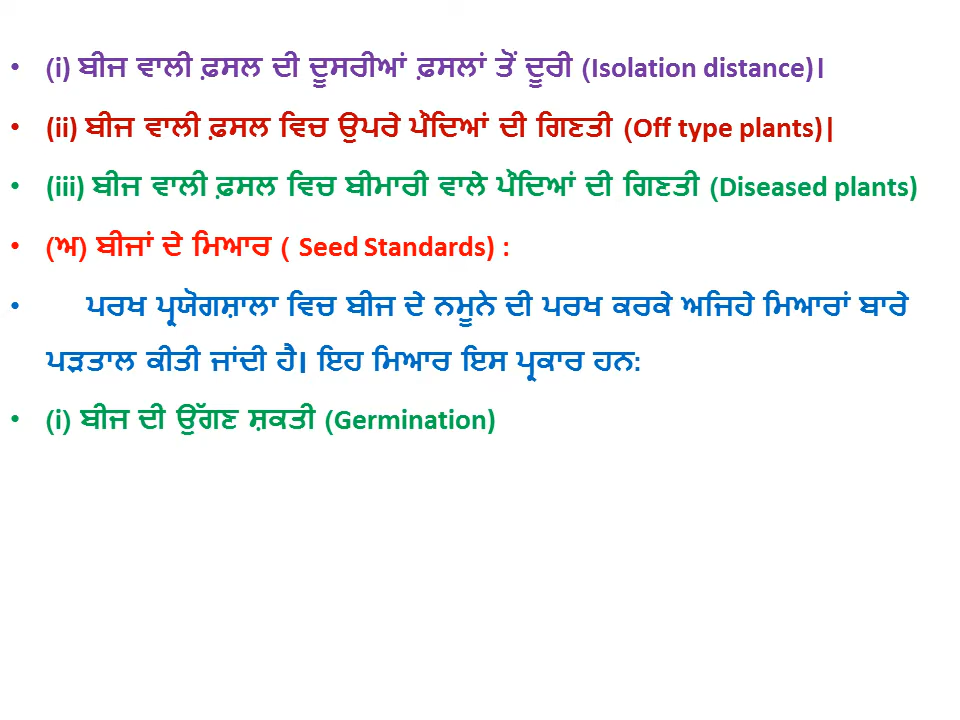 • (i) ਬੀਜ ਵਾਲੀ ਫ਼ਸਲ ਦੀ ਦੂਸਰੀਆਂ ਫ਼ਸਲਾਂ ਤੋਂ ਦੂਰੀ (Isolation distance)।
• (ii) ਬੀਜ ਵਾਲੀ ਫ਼ਸਲ ਵਿਚ ਉਪਰੇ ਪੌਦਿਆਂ ਦੀ ਗਿਣਤੀ (Off type plants)|
• (iii) ਬੀਜ ਵਾਲੀ ਫ਼ਸਲ ਵਿਚ ਬੀਮਾਰੀ ਵਾਲੇ ਪੌਦਿਆਂ ਦੀ ਗਿਣਤੀ (Diseased plants)
• (ਅ) ਬੀਜਾਂ ਦੇ ਮਿਆਰ ( Seed Standards) :
• ਪਰਖ ਪ੍ਰਯੋਗਸ਼ਾਲਾ ਵਿਚ ਬੀਜ ਦੇ ਨਮੂਨੇ ਦੀ ਪਰਖ ਕਰਕੇ ਅਜਿਹੇ ਮਿਆਰਾਂ ਬਾਰੇ
ਪੜਤਾਲ ਕੀਤੀ ਜਾਂਦੀ ਹੈ। ਇਹ ਮਿਆਰ ਇਸ ਪ੍ਰਕਾਰ ਹਨ:
• (i) ਬੀਜ ਦੀ ਉੱਗਣ ਸ਼ਕਤੀ (Germination)